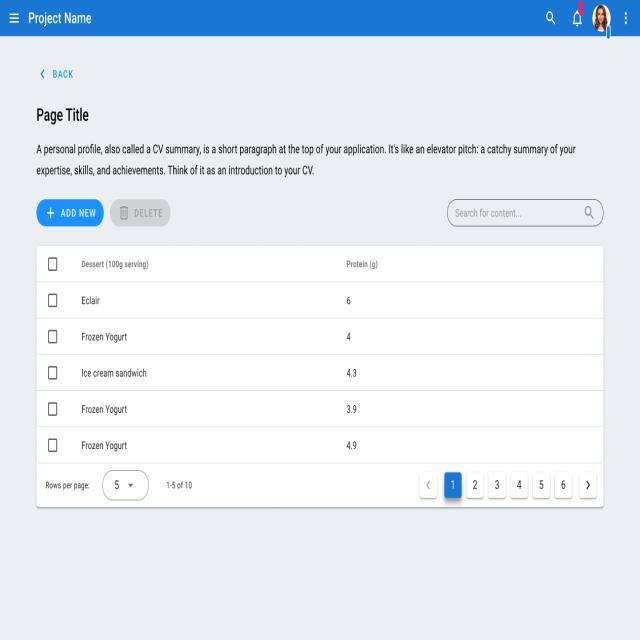 Project Name
BACK
Page Title
A personal profile, also called a CV summary, is a short paragraph at the top of your application. It's like an elevator pitch: a catchy summary of your
expertise, skills, and achievements. Think of it as an introduction to your CV.
ADD NEW DELETE Search for content...
Dessert (100g serving) Protein (g)
Eclair 6
Frozen Yogurt 4
Ice cream sandwich 4.3
Frozen Yogurt 3.9
Frozen Yogurt 4.9
Rows per page: 5 1-5 of 10 1 2 3 4 5 6